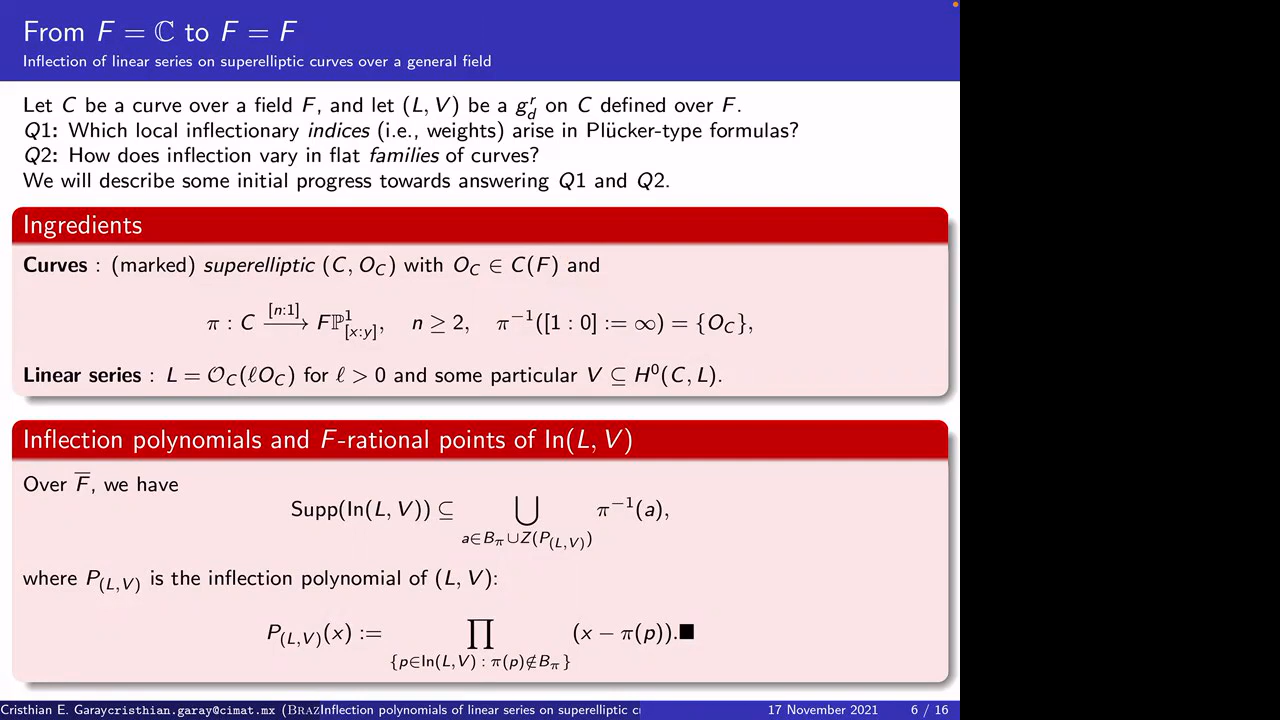 From F = ℂ to F = F
Inflection of linear series on superelliptic curves over a general field
Let C be a curve over a field F, and let (L, V) be a g^r_d on C defined over F.
Q1: Which local inflectionary indices (i.e., weights) arise in Plücker-type formulas?
Q2: How does inflection vary in flat families of curves?
We will describe some initial progress towards answering Q1 and Q2.
Ingredients
Curves : (marked) superelliptic (C, O_C) with O_C ∈ C(F) and
π : C \xrightarrow{[n:1]} Fℙ^1_{[x:y]}, n ≥ 2, π^{-1}([1 : 0] := ∞) = {O_C},
Linear series : L = 𝒪_C(ℓO_C) for ℓ > 0 and some particular V ⊆ H^0(C, L).
Inflection polynomials and F-rational points of In(L, V)
Over \overline{F}, we have
Supp(In(L, V)) ⊆ ⋃_{a∈B_π∪Z(P_{(L,V)})} π^{-1}(a),
where P_{(L,V)} is the inflection polynomial of (L, V):
P_{(L,V)}(x) := ∏_{{p∈In(L,V) : π(p)∉B_π}} (x − π(p)).■
Cristhian E. Garaycristhian.garay@cimat.mx (Braz Inflection polynomials of linear series on superelliptic c 17 November 2021 6 / 16